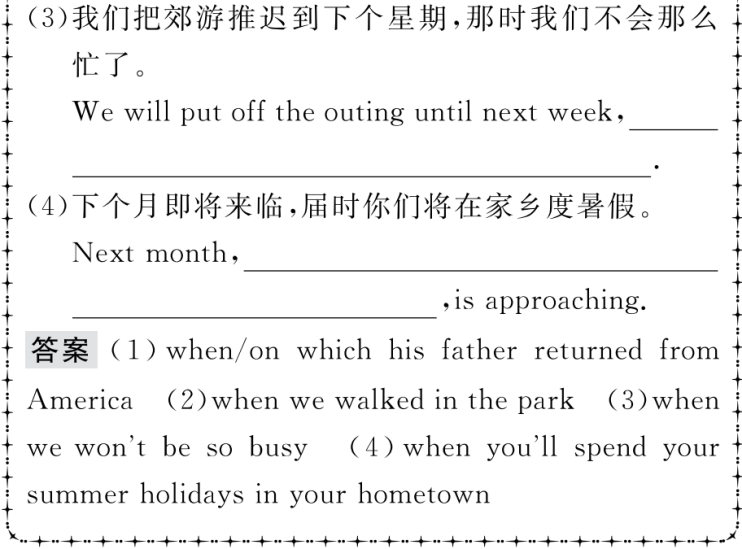 (3)我们把郊游推迟到下个星期,那时我们不会那么
忙了。
We will put off the outing until next week,______
______________________________.
(4)下个月即将来临,届时你们将在家乡度暑假。
Next month,______________________________
____________________,is approaching.
答案 (1)when/on which his father returned from
America (2)when we walked in the park (3)when
we won't be so busy (4)when you'll spend your
summer holidays in your hometown